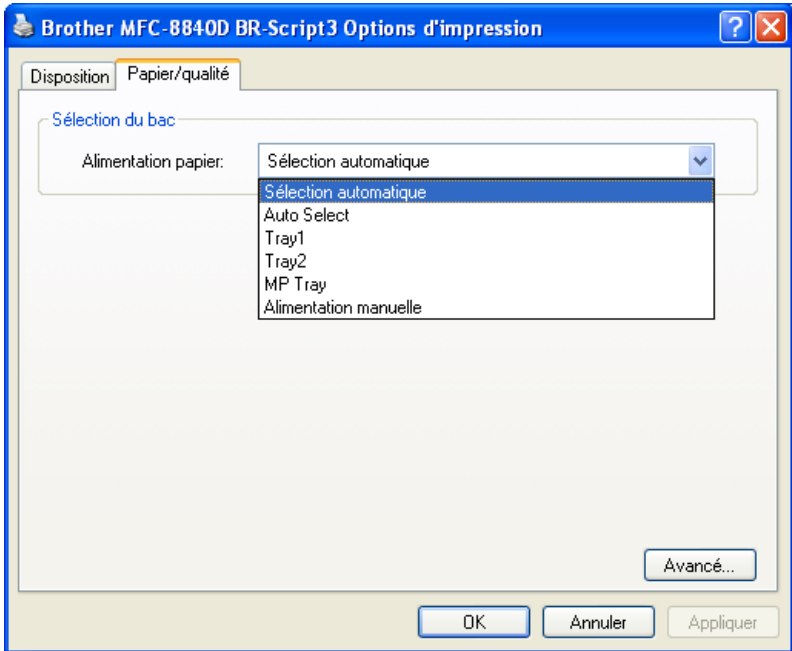 Brother MFC-8840D BR-Script3 Options d'impression
Disposition Papier/qualité
Sélection du bac
Alimentation papier: Sélection automatique
Sélection automatique
Auto Select
Tray1
Tray2
MP Tray
Alimentation manuelle
Avancé...
OK Annuler Appliquer